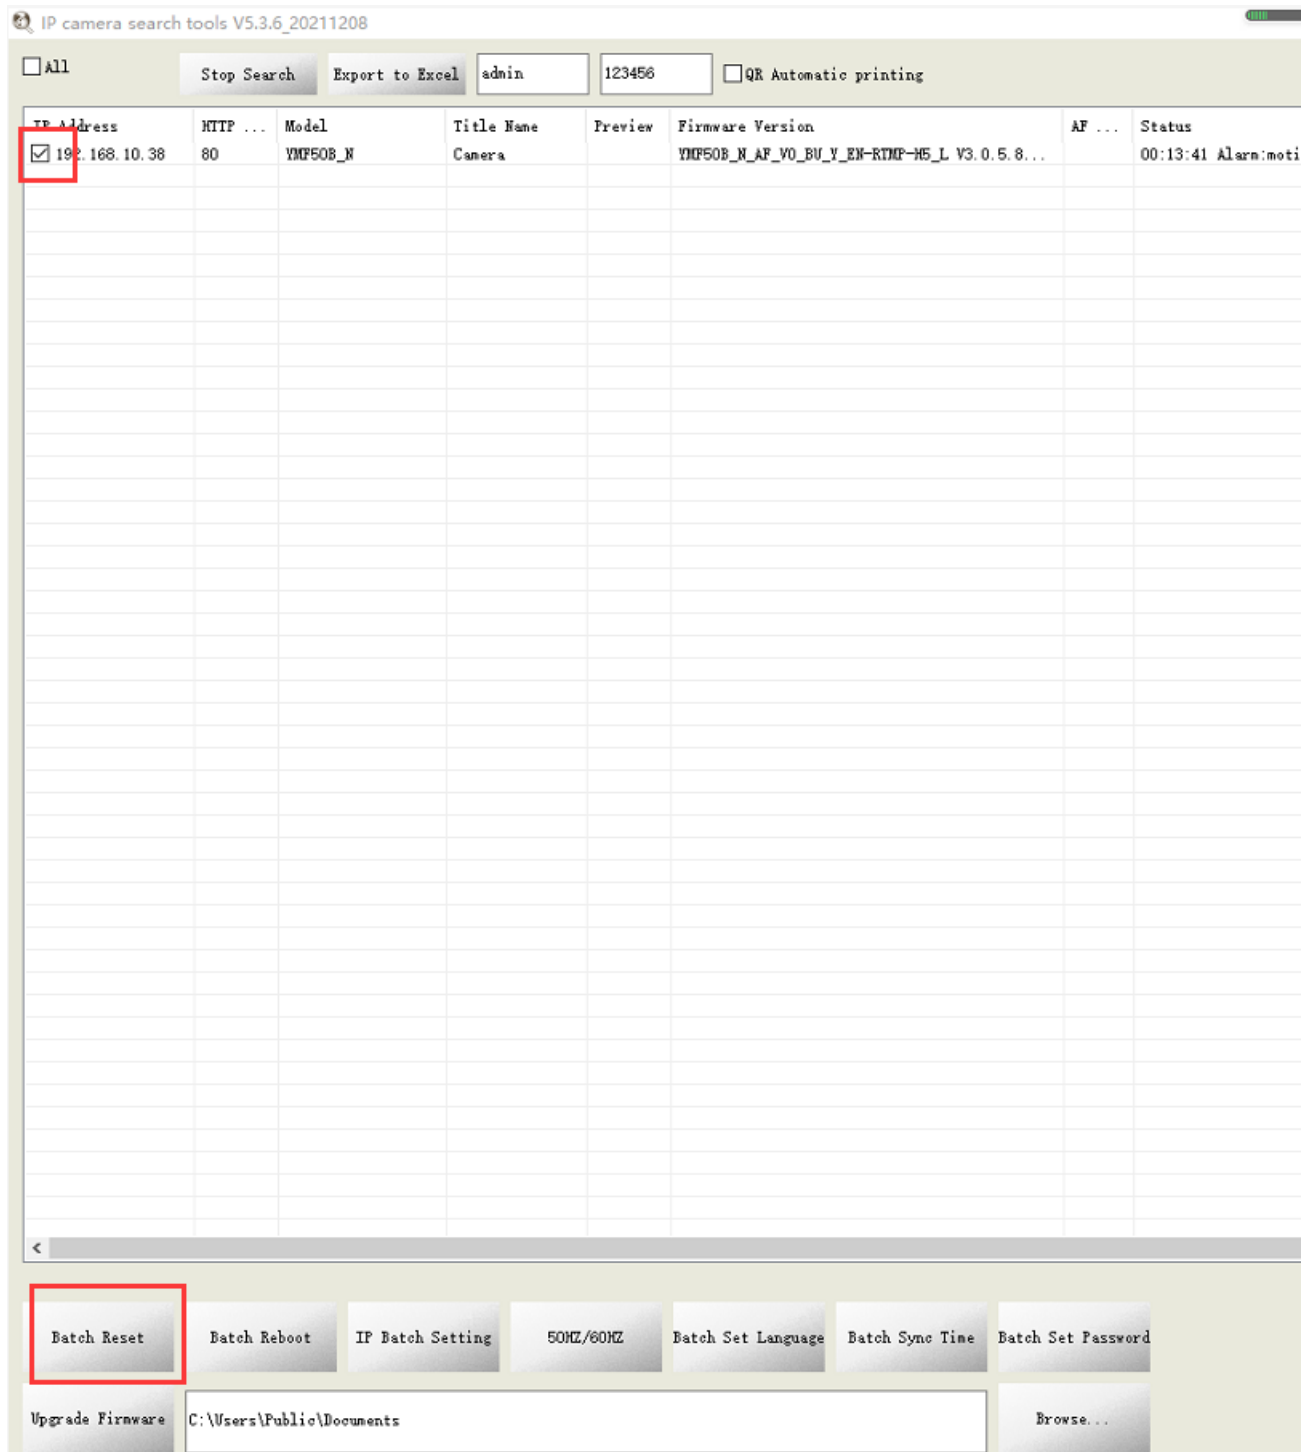 IP camera search tools V5.3.6_20211208
All
Stop Search
Export to Excel
admin
123456
QR Automatic printing
IP Address HTTP ... Model Title Name Preview Firmware Version AF ... Status
192.168.10.38 80 YMF50B_N Camera YMF50B_N_AF_V0_BU_Y_EN-RTMP-H5_L V3.0.5.8... 00:13:41 Alarm:moti
Batch Reset
Batch Reboot
IP Batch Setting
50HZ/60HZ
Batch Set Language
Batch Sync Time
Batch Set Password
Upgrade Firmware
C:\Users\Public\Documents
Browse...